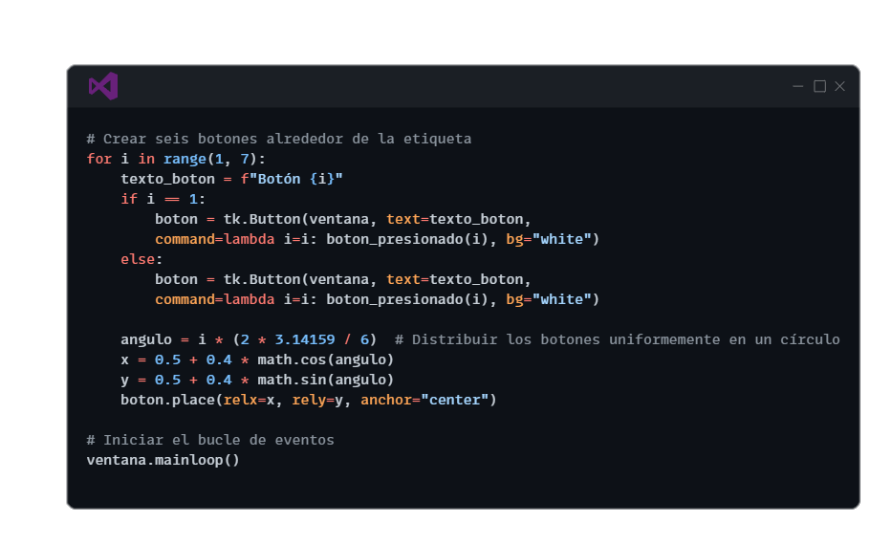 # Crear seis botones alrededor de la etiqueta
for i in range(1, 7):
    texto_boton = f"Botón {i}"
    if i == 1:
        boton = tk.Button(ventana, text=texto_boton,
        command=lambda i=i: boton_presionado(i), bg="white")
    else:
        boton = tk.Button(ventana, text=texto_boton,
        command=lambda i=i: boton_presionado(i), bg="white")

    angulo = i * (2 * 3.14159 / 6)  # Distribuir los botones uniformemente en un círculo
    x = 0.5 + 0.4 * math.cos(angulo)
    y = 0.5 + 0.4 * math.sin(angulo)
    boton.place(relx=x, rely=y, anchor="center")

# Iniciar el bucle de eventos
ventana.mainloop()